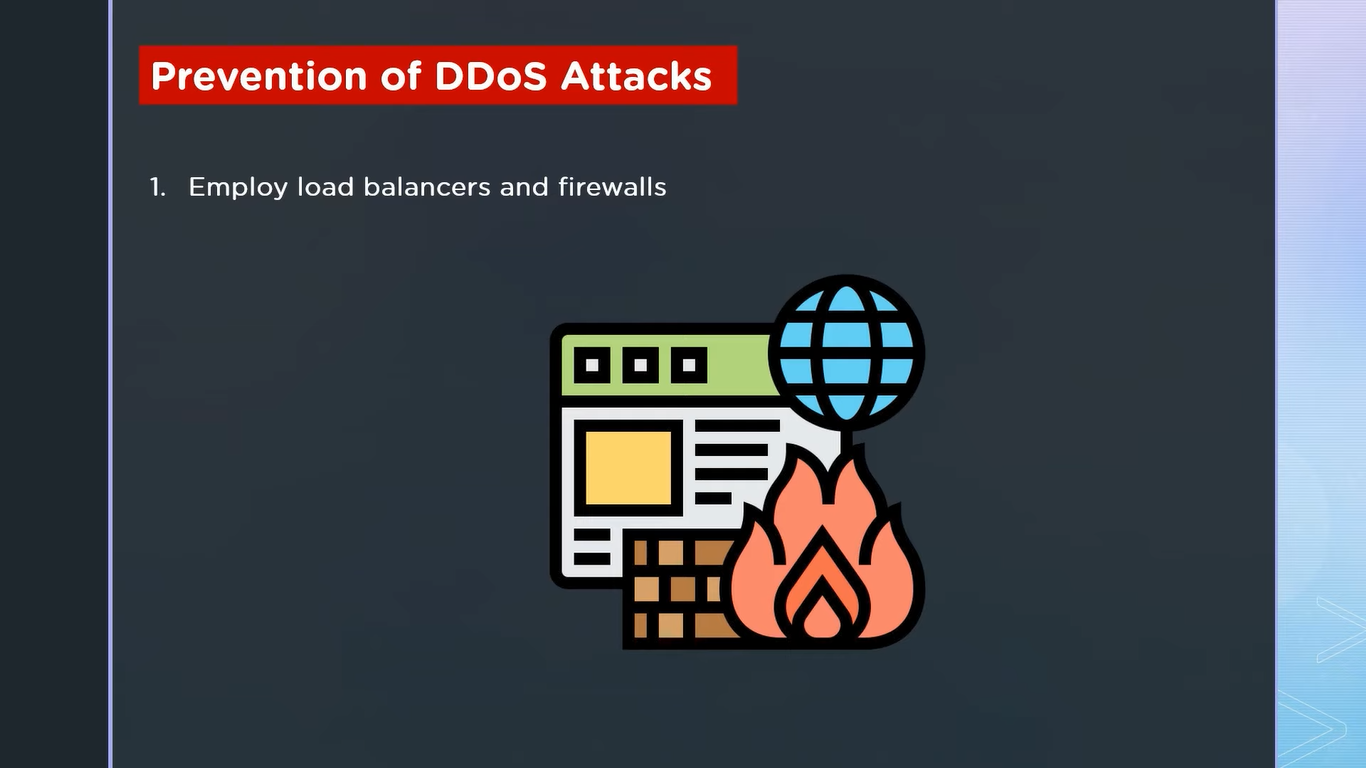 Prevention of DDoS Attacks
1. Employ load balancers and firewalls